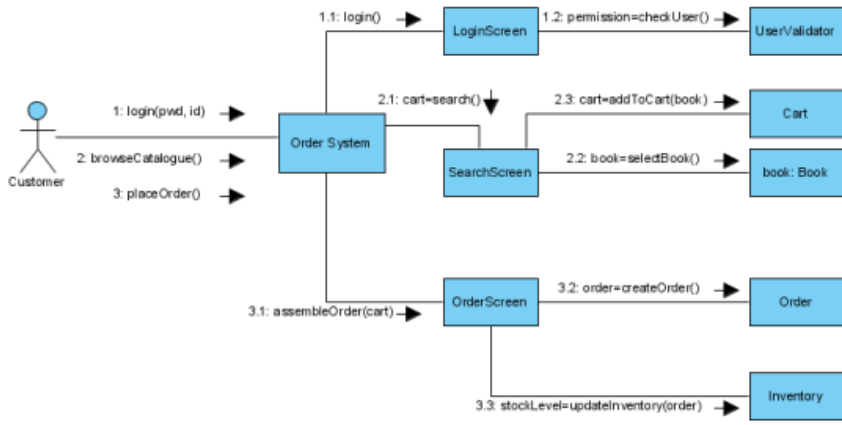 1.1: login()
LoginScreen
1.2: permission=checkUser()
UserValidator
1: login(pwd, id)
2.1: cart=search()
2.3: cart=addToCart(book)
Cart
Order System
2: browseCatalogue()
SearchScreen
2.2: book=selectBook()
book: Book
Customer
3: placeOrder()
3.1: assembleOrder(cart)
OrderScreen
3.2: order=createOrder()
Order
3.3: stockLevel=updateInventory(order)
Inventory